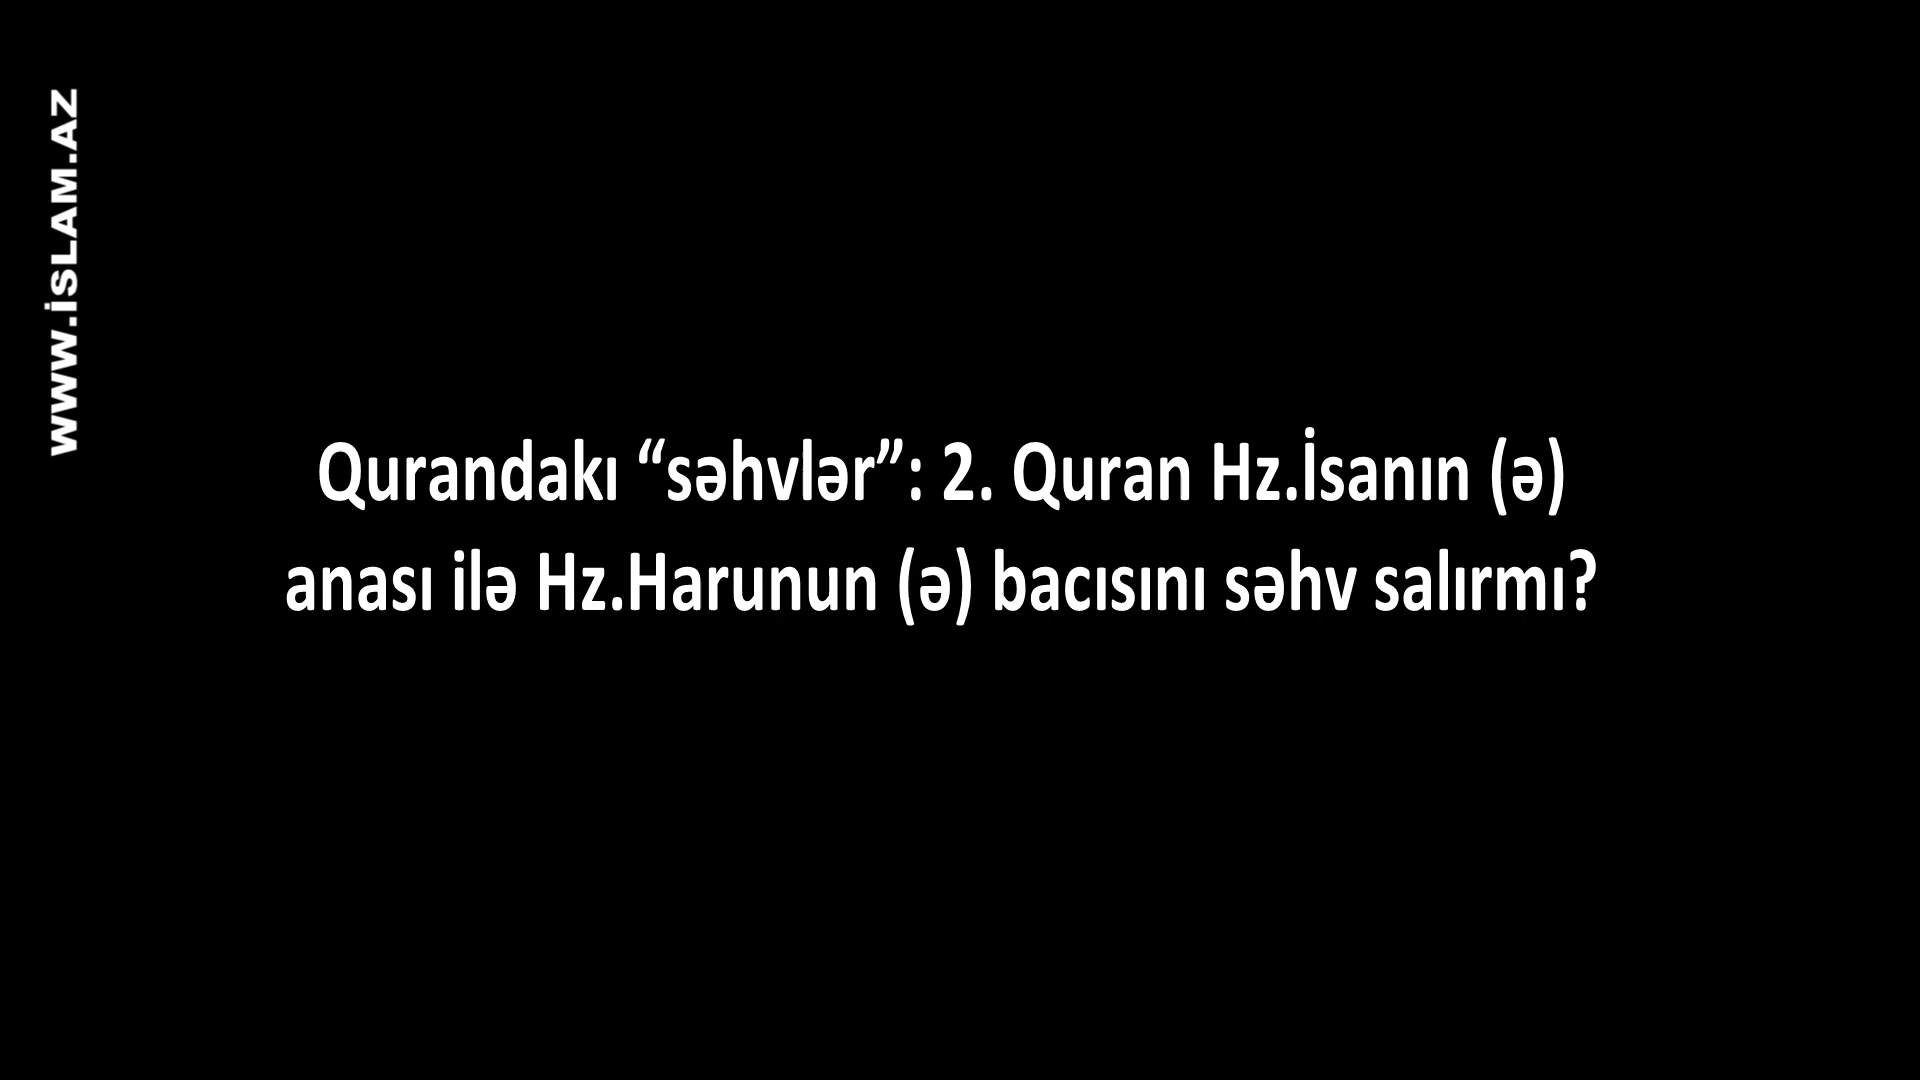 www.İSLAM.AZ
Qurandakı “səhvlər”: 2. Quran Hz.İsanın (ə)
anası ilə Hz.Harunun (ə) bacısını səhv salırmı?